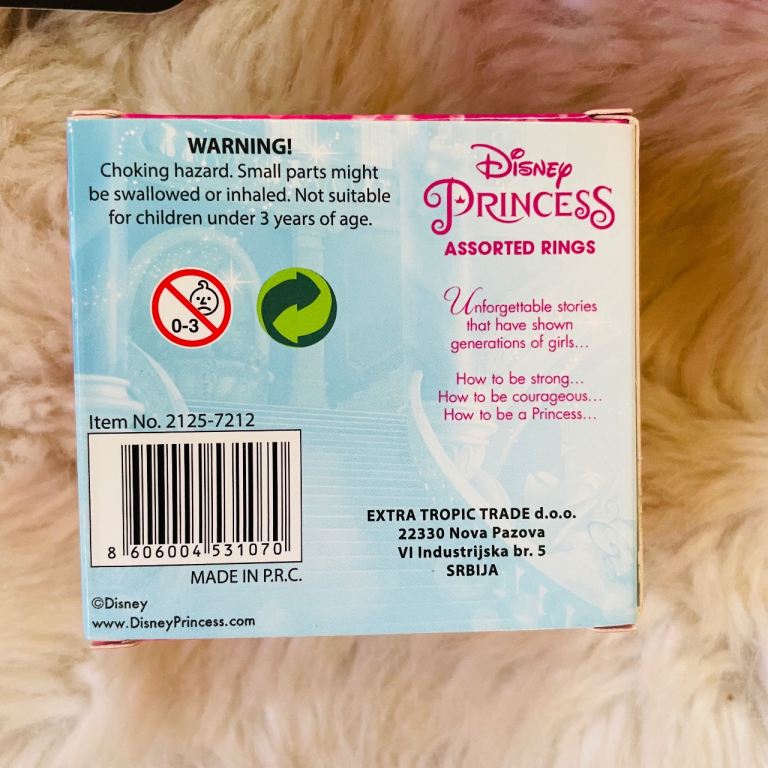 WARNING!
Choking hazard. Small parts might
be swallowed or inhaled. Not suitable
for children under 3 years of age.
0-3
Item No. 2125-7212
8 606004 531070
MADE IN P.R.C.
©Disney
www.DisneyPrincess.com
Disney
PRINCESS
ASSORTED RINGS
Unforgettable stories
that have shown
generations of girls...
How to be strong...
How to be courageous...
How to be a Princess...
EXTRA TROPIC TRADE d.o.o.
22330 Nova Pazova
VI Industrijska br. 5
SRBIJA